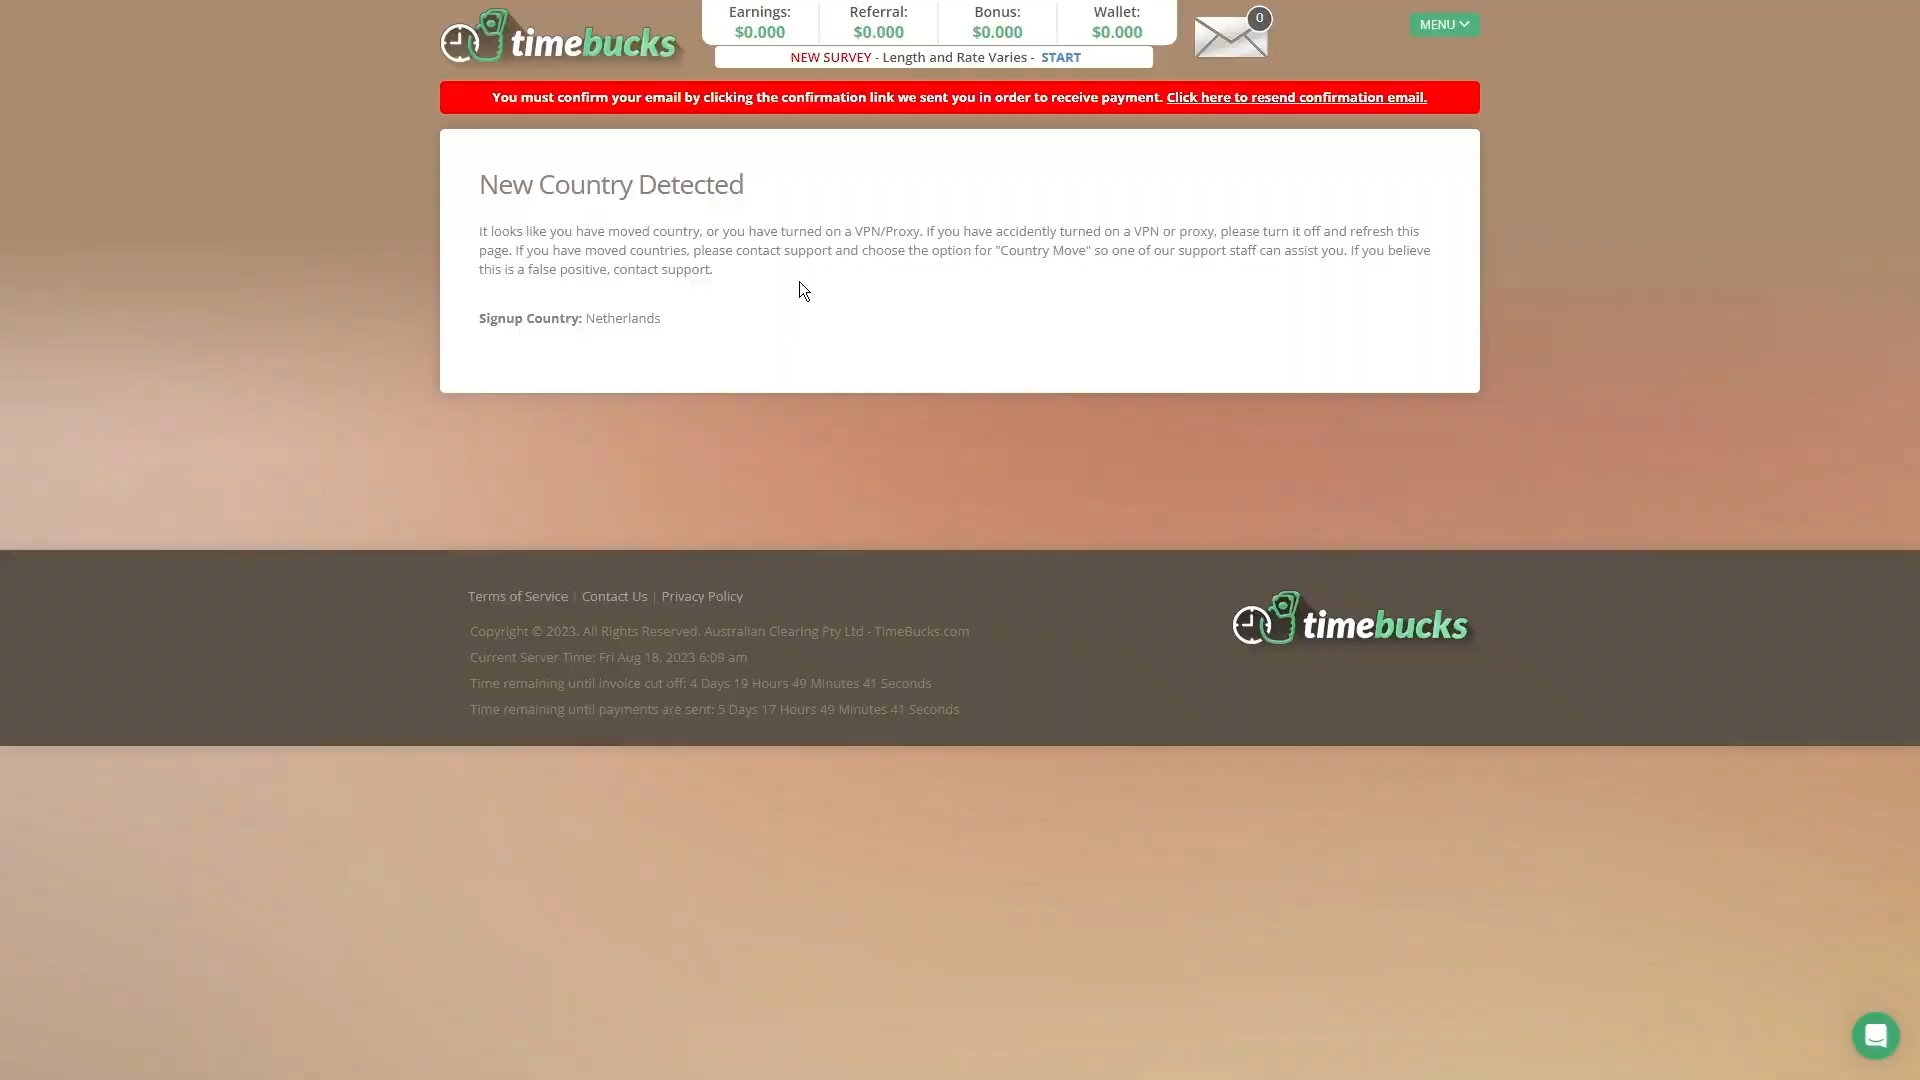 timebucks
Earnings: Referral: Bonus: Wallet:
$0.000 $0.000 $0.000 $0.000
0
MENU
NEW SURVEY - Length and Rate Varies - START
You must confirm your email by clicking the confirmation link we sent you in order to receive payment. Click here to resend confirmation email.
New Country Detected
It looks like you have moved country, or you have turned on a VPN/Proxy. If you have accidently turned on a VPN or proxy, please turn it off and refresh this
page. If you have moved countries, please contact support and choose the option for "Country Move" so one of our support staff can assist you. If you believe
this is a false positive, contact support.
Signup Country: Netherlands
Terms of Service | Contact Us | Privacy Policy
timebucks
Copyright © 2023. All Rights Reserved. Australian Clearing Pty Ltd - TimeBucks.com
Current Server Time: Fri Aug 18, 2023 6:09 am
Time remaining until invoice cut off: 4 Days 19 Hours 49 Minutes 41 Seconds
Time remaining until payments are sent: 5 Days 17 Hours 49 Minutes 41 Seconds